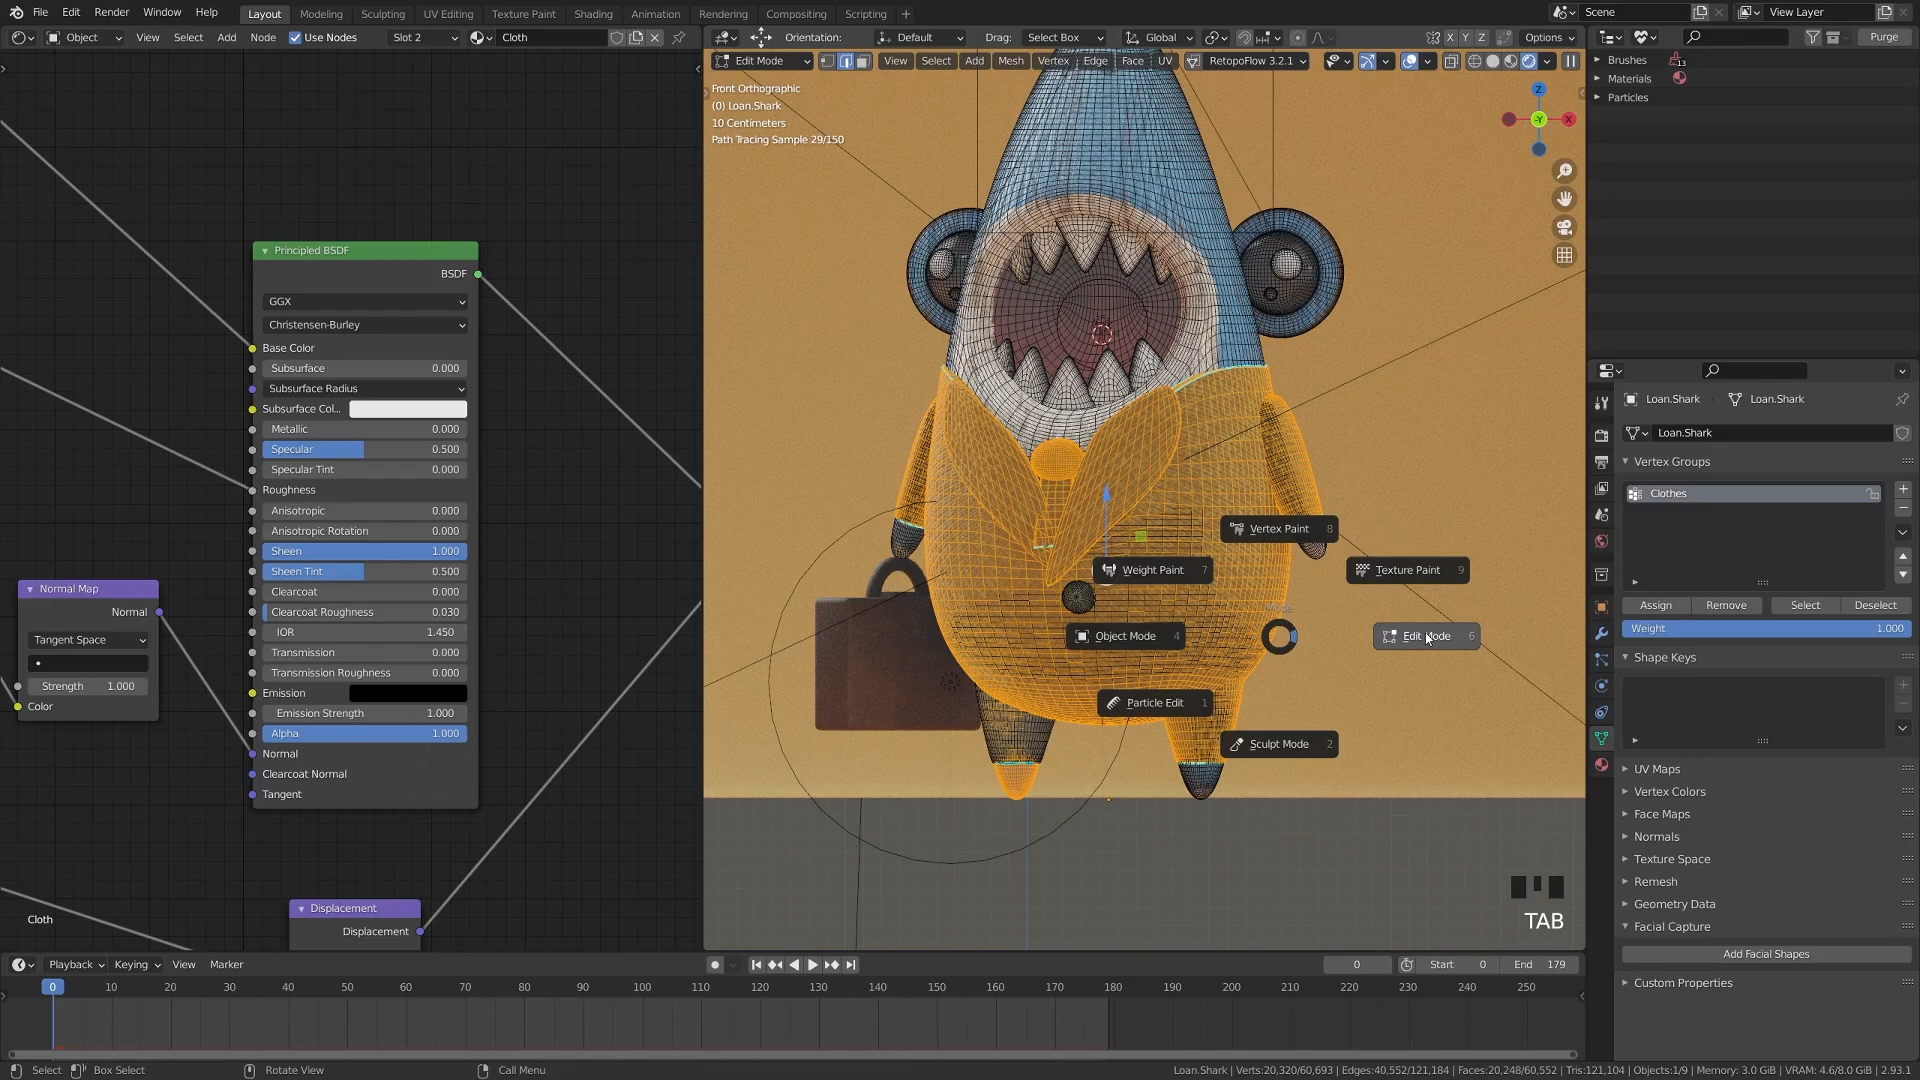 File Edit Render Window Help Layout Modeling Sculpting UV Editing Texture Paint Shading Animation Rendering Compositing Scripting + Scene View Layer
Object View Select Add Node Use Nodes Slot 2 Cloth Orientation: Default Drag: Select Box Global X Y Z Options Purge
Edit Mode View Select Add Mesh Vertex Edge Face UV RetopoFlow 3.2.1
Front Orthographic
(0) Loan.Shark
10 Centimeters
Path Tracing Sample 29/150
Z
-Y
X
Brushes 13
Materials
Particles
Principled BSDF
BSDF
GGX
Christensen-Burley
Base Color
Subsurface 0.000
Subsurface Radius
Subsurface Col...
Metallic 0.000
Specular 0.500
Specular Tint 0.000
Roughness
Anisotropic 0.000
Anisotropic Rotation 0.000
Sheen 1.000
Sheen Tint 0.500
Clearcoat 0.000
Clearcoat Roughness 0.030
IOR 1.450
Transmission 0.000
Transmission Roughness 0.000
Emission
Emission Strength 1.000
Alpha 1.000
Normal
Clearcoat Normal
Tangent
Normal Map
Normal
Tangent Space
Strength 1.000
Color
Displacement
Displacement
Cloth
Vertex Paint 8
Weight Paint 7
Texture Paint 9
Mode
Object Mode 4
Edit Mode 6
Particle Edit 1
Sculpt Mode 2
TAB
Loan.Shark Loan.Shark
Loan.Shark
Vertex Groups
Clothes
Assign Remove Select Deselect
Weight 1.000
Shape Keys
UV Maps
Vertex Colors
Face Maps
Normals
Texture Space
Remesh
Geometry Data
Facial Capture
Add Facial Shapes
Custom Properties
Playback Keying View Marker 0 Start 0 End 179
0 10 20 30 40 50 60 70 80 90 100 110 120 130 140 150 160 170 180 190 200 210 220 230 240 250
Select Box Select Rotate View Call Menu Loan.Shark | Verts:20,320/60,693 | Edges:40,552/121,184 | Faces:20,248/60,552 | Tris:121,104 | Objects:1/9 | Memory: 3.0 GiB | VRAM: 4.6/8.0 GiB | 2.93.1